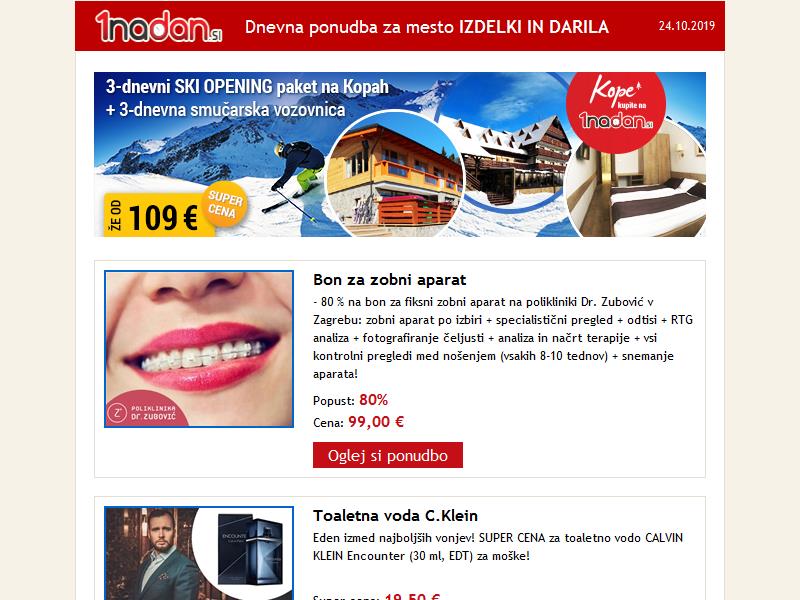 1nadan.si
Dnevna ponudba za mesto IZDELKI IN DARILA
24.10.2019
3-dnevni SKI OPENING paket na Kopah
+ 3-dnevna smučarska vozovnica
Kope
kupite na
1nadan.si
ŽE OD
109 €
SUPER
CENA
Bon za zobni aparat
- 80 % na bon za fiksni zobni aparat na polikliniki Dr. Zubović v
Zagrebu: zobni aparat po izbiri + specialistični pregled + odtisi + RTG
analiza + fotografiranje čeljusti + analiza in načrt terapije + vsi
kontrolni pregledi med nošenjem (vsakih 8-10 tednov) + snemanje
aparata!
Popust: 80%
Cena: 99,00 €
Oglej si ponudbo
Z
POLIKLINIKA
DR. ZUBOVIĆ
Toaletna voda C.Klein
Eden izmed najboljših vonjev! SUPER CENA za toaletno vodo CALVIN
KLEIN Encounter (30 ml, EDT) za moške!
ENCOUNTER
Super cena: 19,50 €